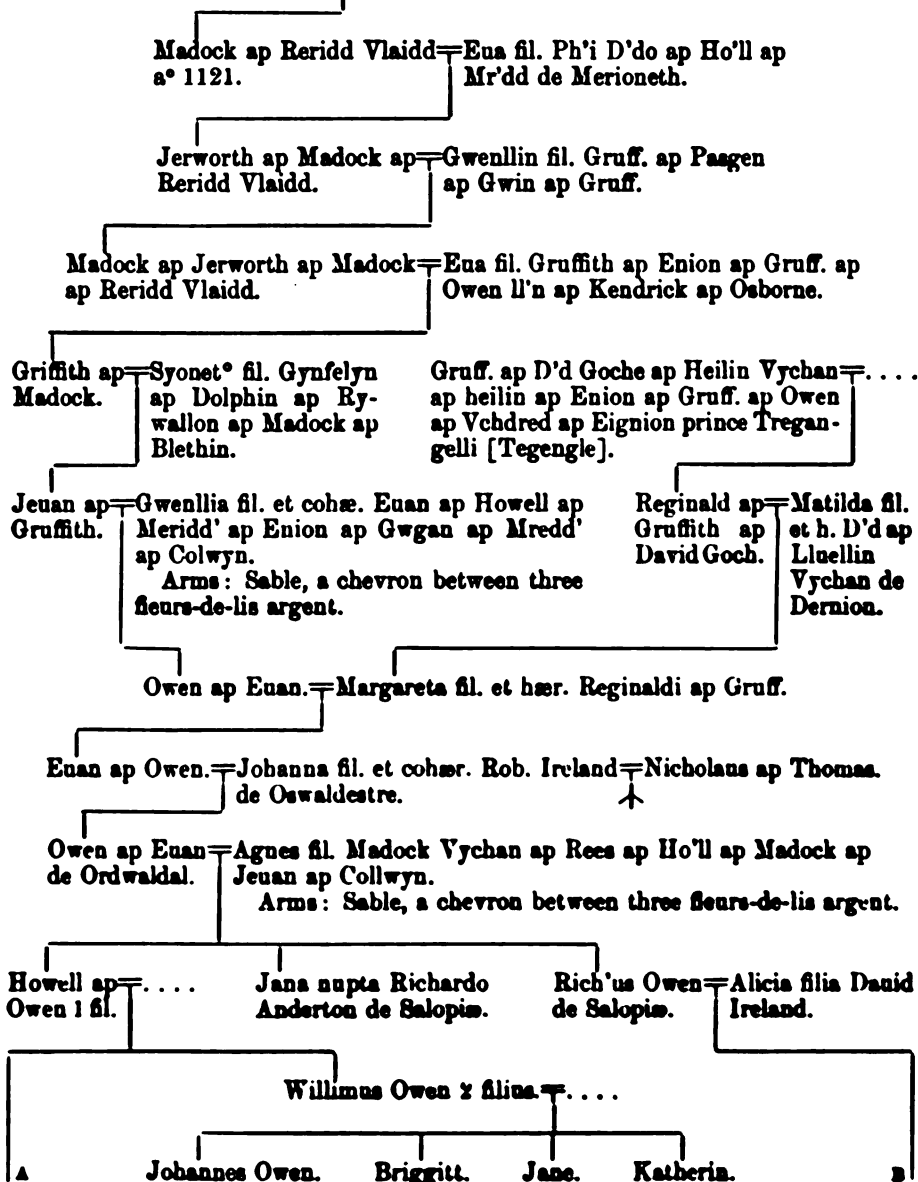 Madock ap Reridd Vlaidd=Eua fil. Ph'i D'do ap Ho'll ap
a° 1121. Mr'dd de Merioneth.
Jerworth ap Madock ap=Gwenllin fil. Gruff. ap Pasgen
Reridd Vlaidd. ap Gwin ap Gruff.
Madock ap Jerworth ap Madock=Eua fil. Gruffith ap Enion ap Gruff. ap
ap Reridd Vlaidd. Owen ll'n ap Kendrick ap Osborne.
Griffith ap=Syonet° fil. Gynfelyn
Madock. ap Dolphin ap Ry-
wallon ap Madock ap
Blethin.
Gruff. ap D'd Goche ap Heilin Vychan=. . . .
ap heilin ap Enion ap Gruff. ap Owen
ap Vchdred ap Eignion prince Tregan-
gelli [Tegengle].
Jeuan ap=Gwenllia fil. et cohæ. Euan ap Howell ap
Gruffith. Meridd' ap Enion ap Gwgan ap Mredd'
ap Colwyn.
Arms: Sable, a chevron between three
fleurs-de-lis argent.
Reginald ap=Matilda fil.
Gruffith ap et h. D'd ap
David Goch. Lluellin
Vychan de
Dernion.
Owen ap Euan.=Margareta fil. et hær. Reginaldi ap Gruff.
Euan ap Owen.=Johanna fil. et cohær. Rob. Ireland=Nicholaus ap Thomas.
de Oswaldestre.
Owen ap Euan=Agnes fil. Madock Vychan ap Rees ap Ho'll ap Madock ap
de Ordwaldal. Jeuan ap Collwyn.
Arms: Sable, a chevron between three fleurs-de-lis argent.
Howell ap=. . . .
Owen 1 fil.
Jana nupta Richardo
Anderton de Salopiæ.
Rich'us Owen=Alicia filia Dauid
de Salopiæ. Ireland.
Willimus Owen 2 filius.=. . . .
A Johannes Owen. Briggitt. Jane. Katherin. B